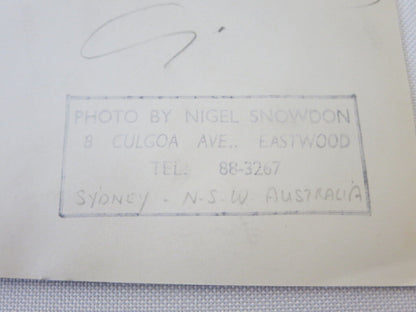 PHOTO BY NIGEL SNOWDON
8 CULGOA AVE., EASTWOOD
TEL. 88-3267
SYDNEY - N.S.W. AUSTRALIA